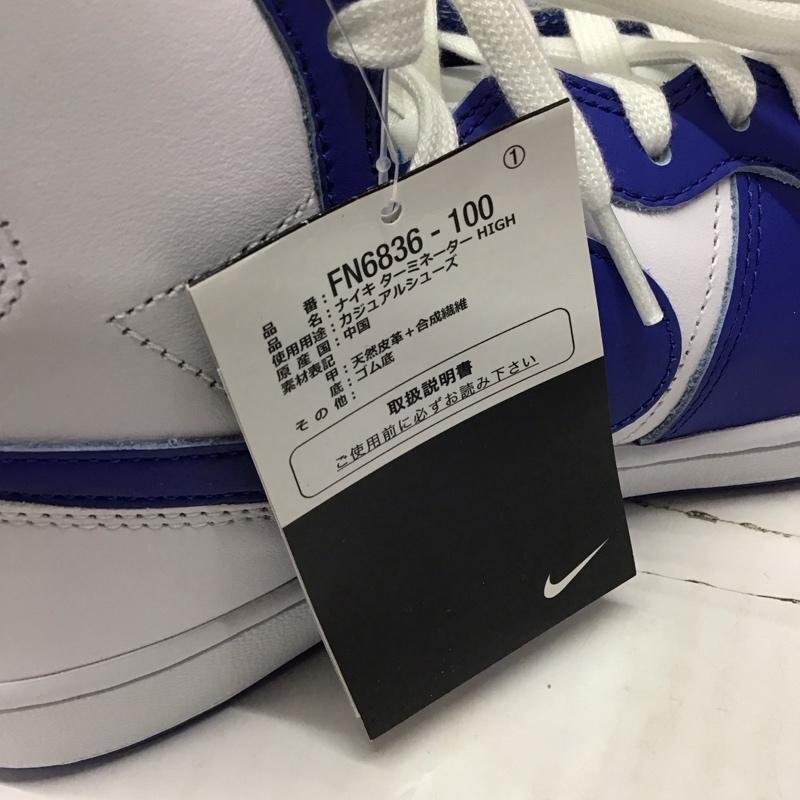 ①
品番：FN6836 - 100
品名：ナイキ ターミネーター HIGH
使用用途：カジュアルシューズ
原産国：中国
素材表記
甲：天然皮革＋合成繊維
底：ゴム底
その他：
取扱説明書
ご使用前に必ずお読み下さい